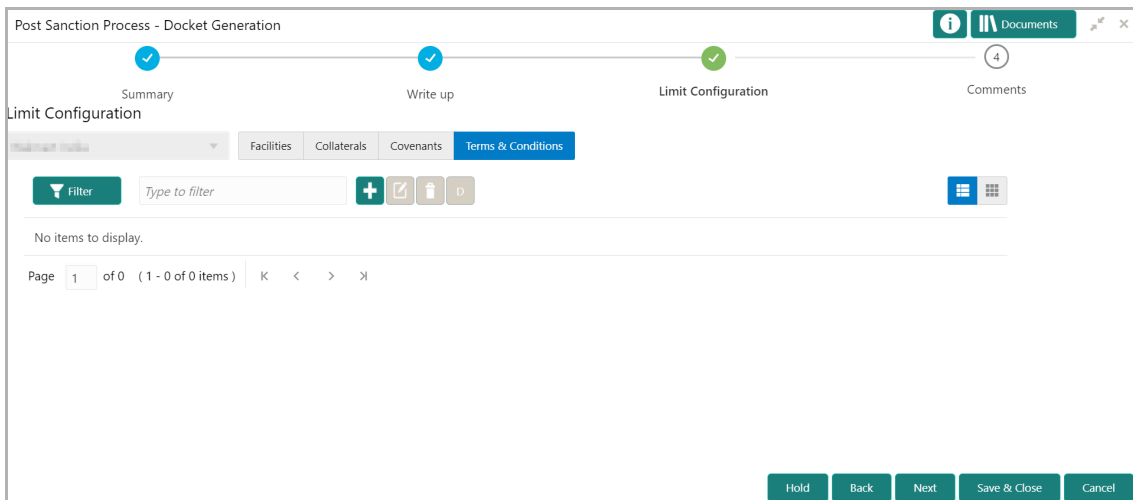 Post Sanction Process - Docket Generation
i Documents
4
Summary Write up Limit Configuration Comments
Limit Configuration
Facilities Collaterals Covenants Terms & Conditions
Filter Type to filter D
No items to display.
Page 1 of 0 ( 1 - 0 of 0 items )
Hold Back Next Save & Close Cancel